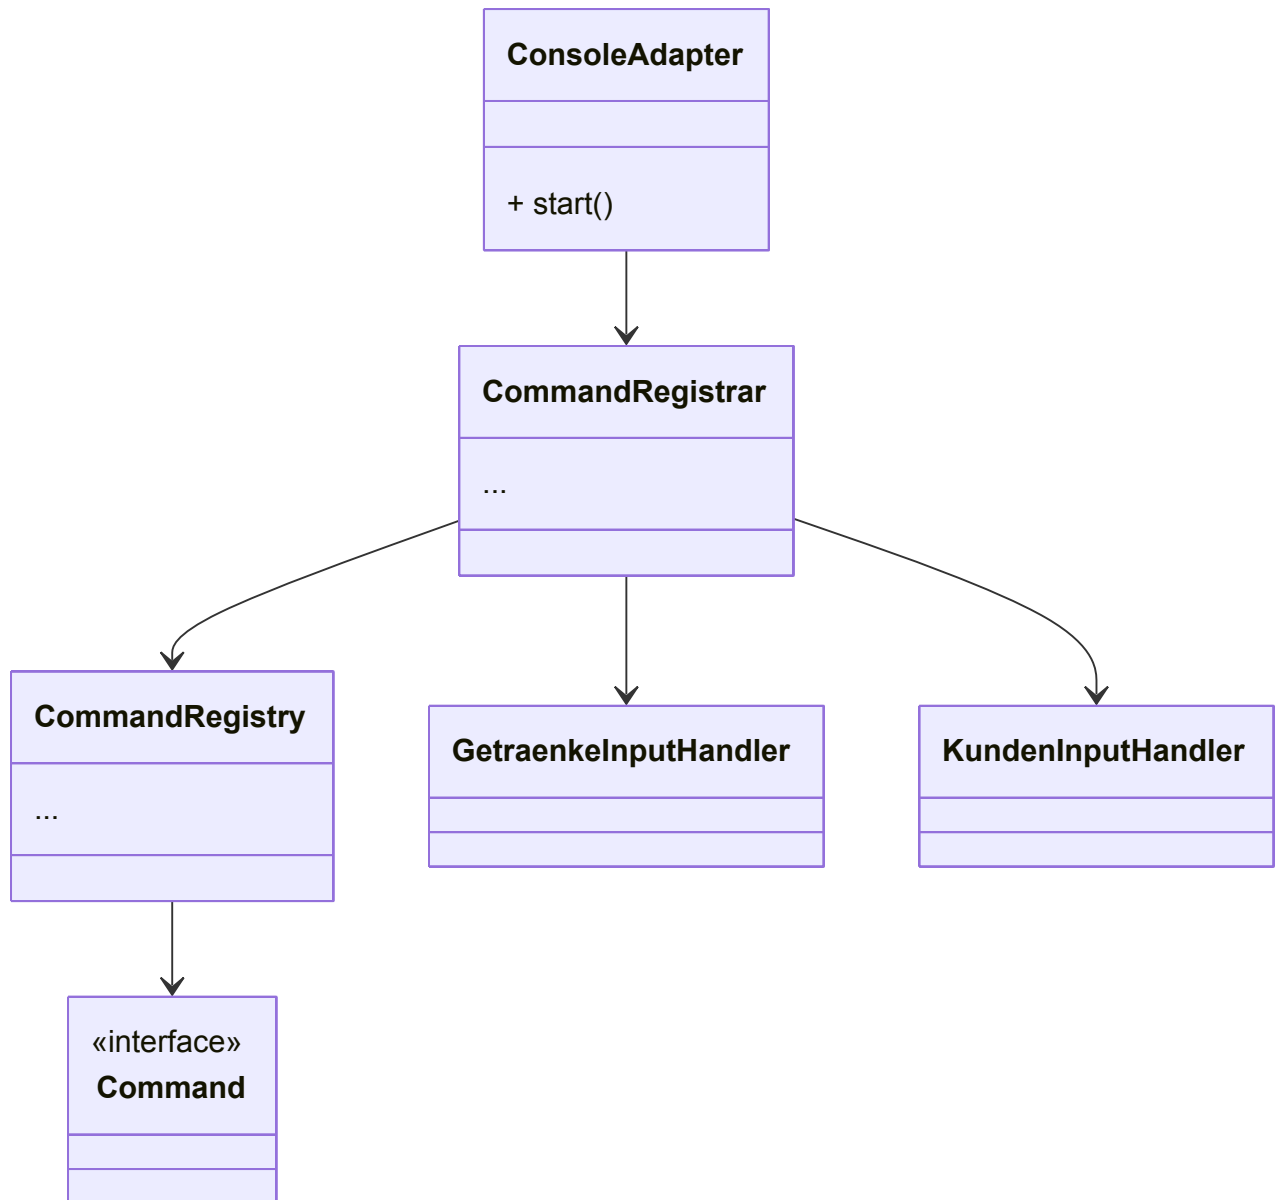 ConsoleAdapter
+ start()
CommandRegistrar
...
CommandRegistry
...
GetraenkeInputHandler
KundenInputHandler
«interface»
Command